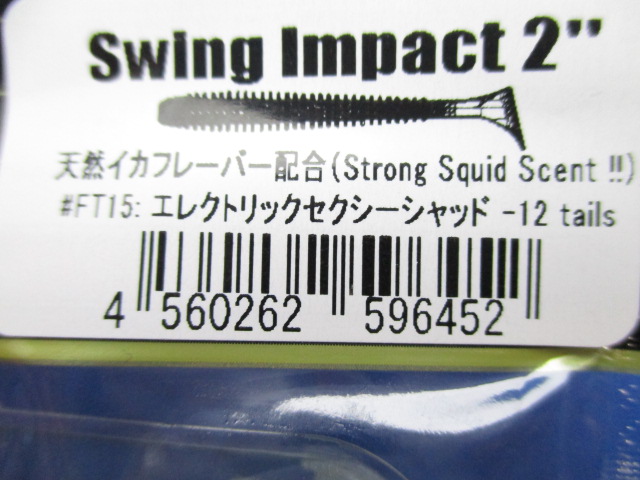 Swing Impact 2"
天然イカフレーバー配合(Strong Squid Scent !!)
#FT15: エレクトリックセクシーシャッド -12 tails
4 560262 596452